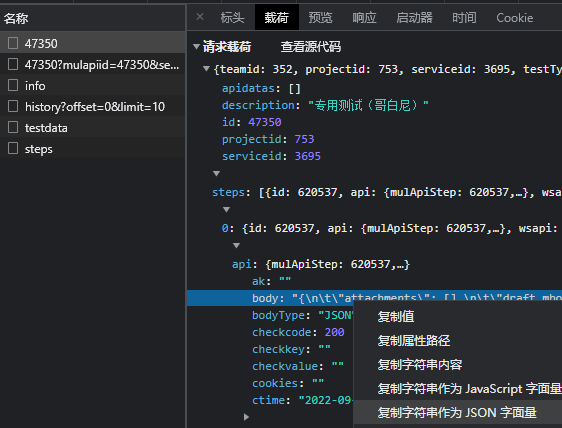 名称
47350
47350?mulapiid=47350&se...
info
history?offset=0&limit=10
testdata
steps
× 标头 载荷 预览 响应 启动器 时间 Cookie
▼请求载荷 查看源代码
▼{teamid: 352, projectid: 753, serviceid: 3695, testTy
apidatas: []
description: "专用测试（哥白尼）"
id: 47350
projectid: 753
serviceid: 3695
▼
steps: [{id: 620537, api: {mulApiStep: 620537,…}, wsa
▼
0: {id: 620537, api: {mulApiStep: 620537,…}, wsapi:
▼
api: {mulApiStep: 620537,…}
ak: ""
body: "{\n\t\"attachments\": [],\n\t\"draft_mbo
bodyType: "JSON"
checkcode: 200
checkkey: ""
checkvalue: ""
cookies: ""
ctime: "2022-09-
▶
复制值
复制属性路径
复制字符串内容
复制字符串作为 JavaScript 字面量
复制字符串作为 JSON 字面量